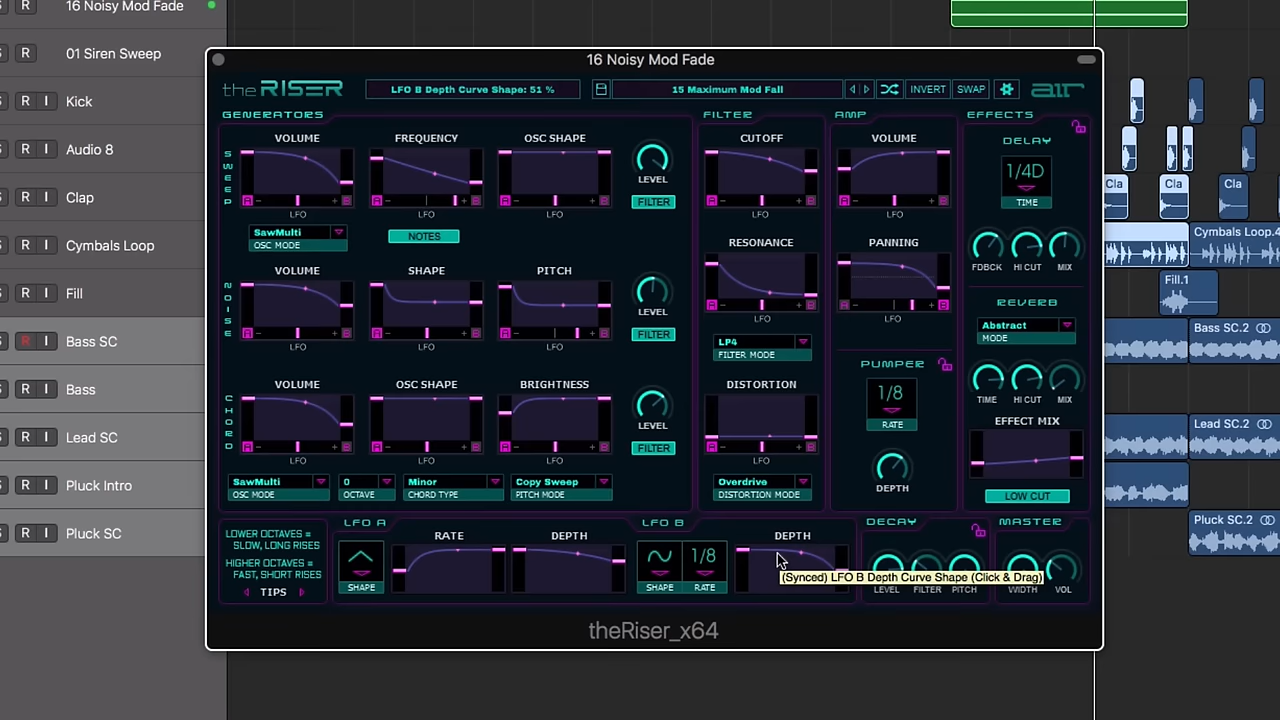 R 16 Noisy Mod Fade
R 01 Siren Sweep
R I Kick
R I Audio 8
R I Clap
R I Cymbals Loop
R I Fill
R I Bass SC
R I Bass
R I Lead SC
R I Pluck Intro
R I Pluck SC
16 Noisy Mod Fade
theRISER
LFO B Depth Curve Shape: 51 %
15 Maximum Mod Fall
INVERT
SWAP
air
GENERATORS
SWEEP
VOLUME
FREQUENCY
OSC SHAPE
A - + B
A - + B
A - + B
LFO
LFO
LFO
LEVEL
FILTER
SawMulti
OSC MODE
NOTES
NOISE
VOLUME
SHAPE
PITCH
A - + B
A - + B
A - + B
LFO
LFO
LFO
LEVEL
FILTER
CHORD
VOLUME
OSC SHAPE
BRIGHTNESS
A - + B
A - + B
A - + B
LFO
LFO
LFO
LEVEL
FILTER
SawMulti
OSC MODE
0
OCTAVE
Minor
CHORD TYPE
Copy Sweep
PITCH MODE
FILTER
CUTOFF
A - + B
LFO
RESONANCE
A - + B
LFO
LP4
FILTER MODE
DISTORTION
A - + B
LFO
Overdrive
DISTORTION MODE
AMP
VOLUME
A - + B
LFO
PANNING
A - + B
LFO
PUMPER
1/8
RATE
DEPTH
EFFECTS
DELAY
1/4D
TIME
FDBCK
HI CUT
MIX
REVERB
Abstract
MODE
TIME
HI CUT
MIX
EFFECT MIX
LOW CUT
LOWER OCTAVES =
SLOW, LONG RISES
HIGHER OCTAVES =
FAST, SHORT RISES
TIPS
LFO A
SHAPE
RATE
DEPTH
LFO B
SHAPE
1/8
RATE
DEPTH
(Synced) LFO B Depth Curve Shape (Click & Drag)
DECAY
LEVEL
FILTER
PITCH
MASTER
WIDTH
VOL
theRiser_x64
Cla
Cla
Cla
Cymbals Loop.4
Fill.1
Bass SC.2
Lead SC.2
Pluck SC.2